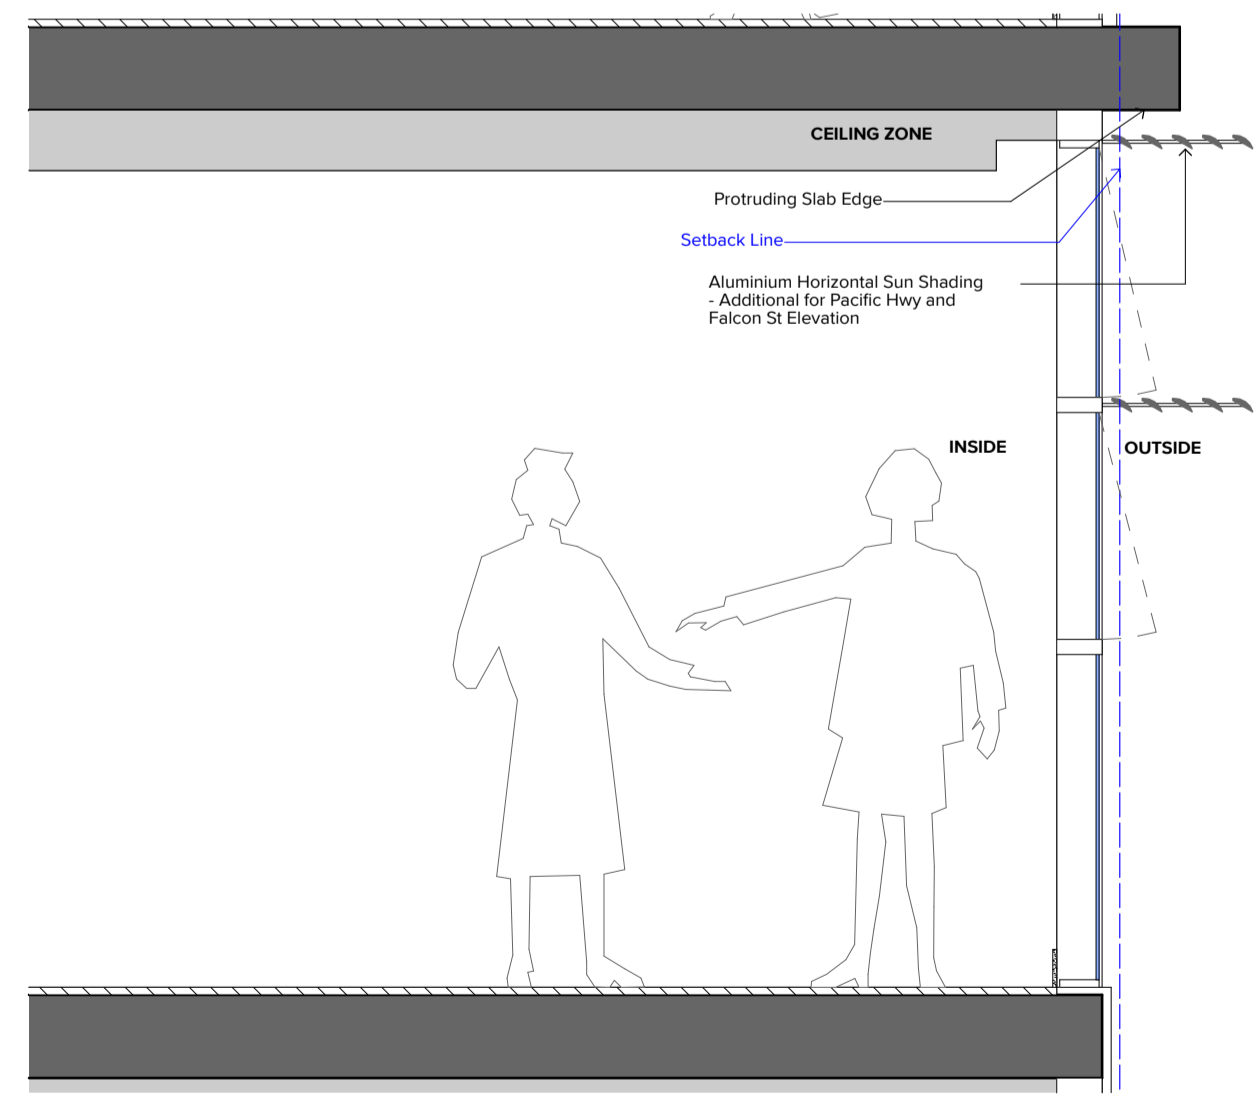 CEILING ZONE
Protruding Slab Edge
Setback Line
Aluminium Horizontal Sun Shading
- Additional for Pacific Hwy and
Falcon St Elevation
INSIDE
OUTSIDE